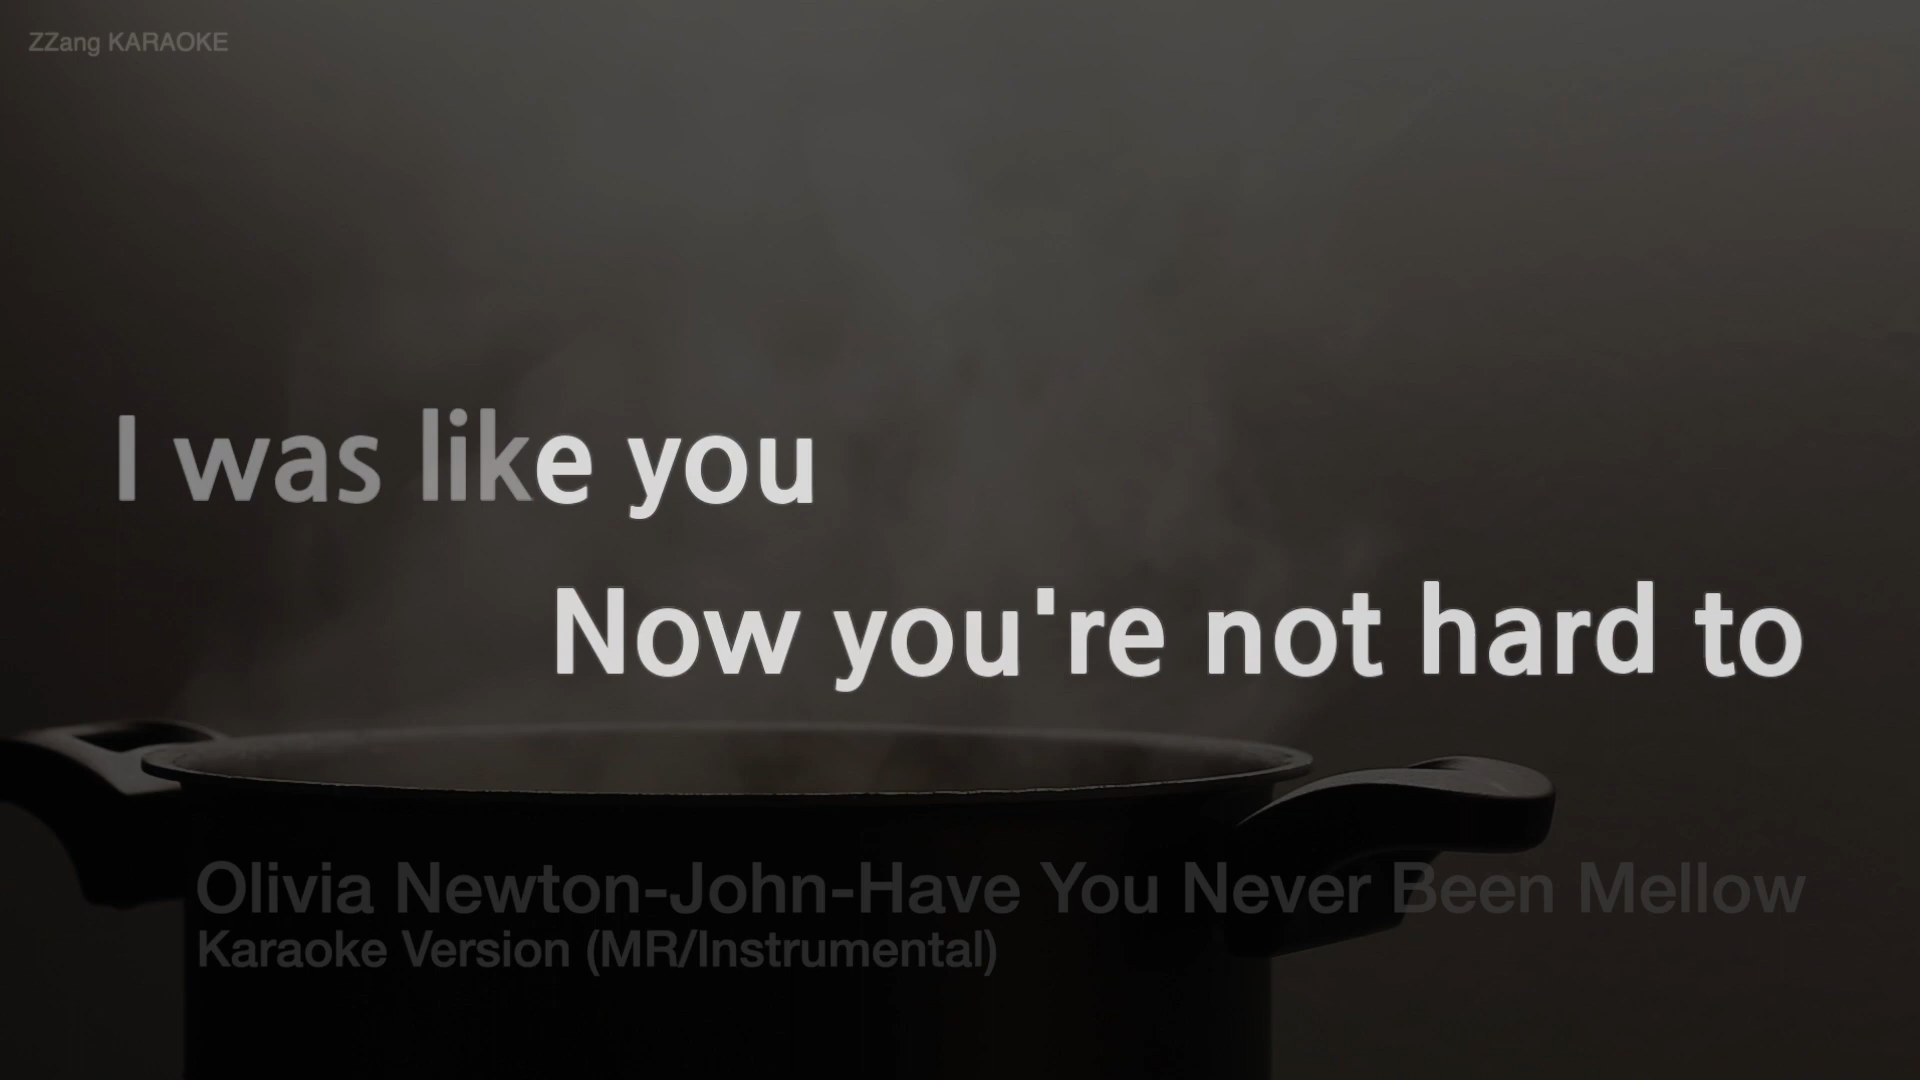 ZZang KARAOKE
I was like you
Now you're not hard to
Olivia Newton-John-Have You Never Been Mellow
Karaoke Version (MR/Instrumental)